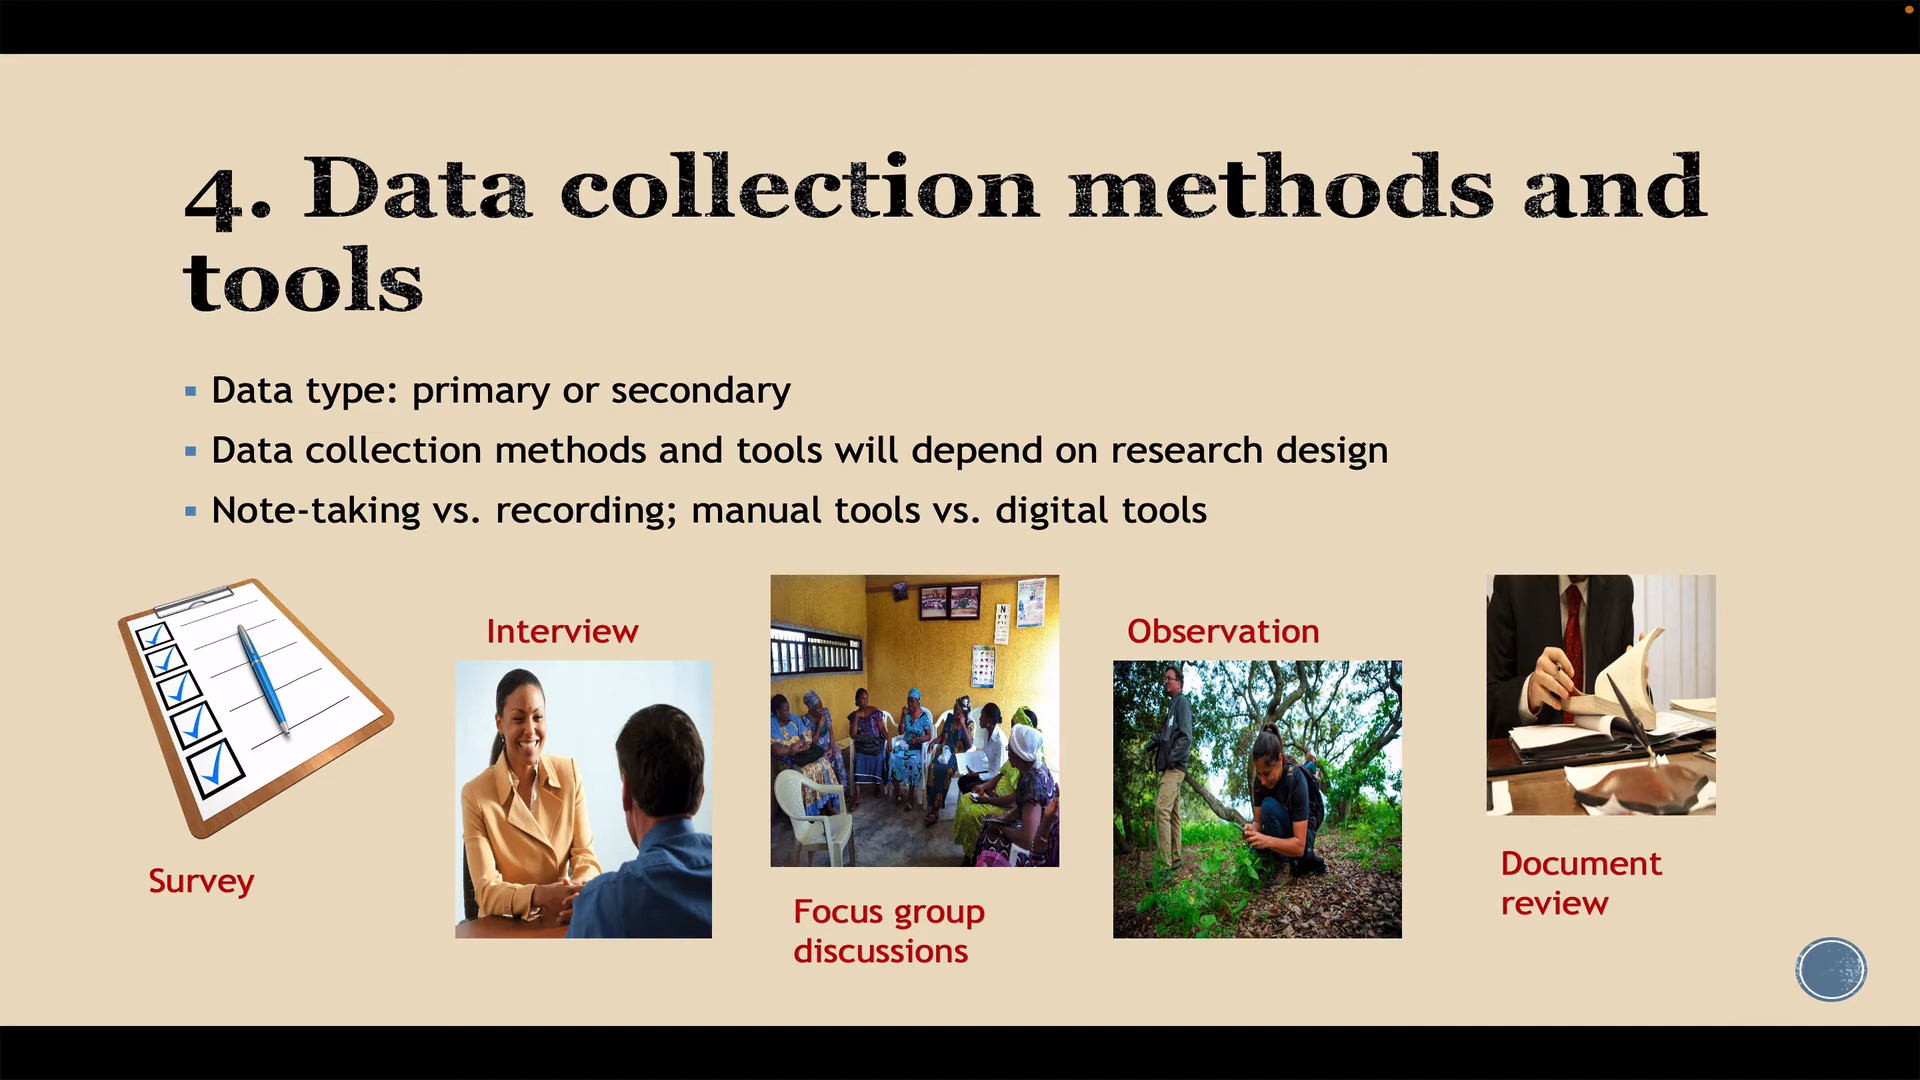 4. Data collection methods and
tools
Data type: primary or secondary
Data collection methods and tools will depend on research design
Note-taking vs. recording; manual tools vs. digital tools
Survey
Interview
Focus group
discussions
Observation
Document
review